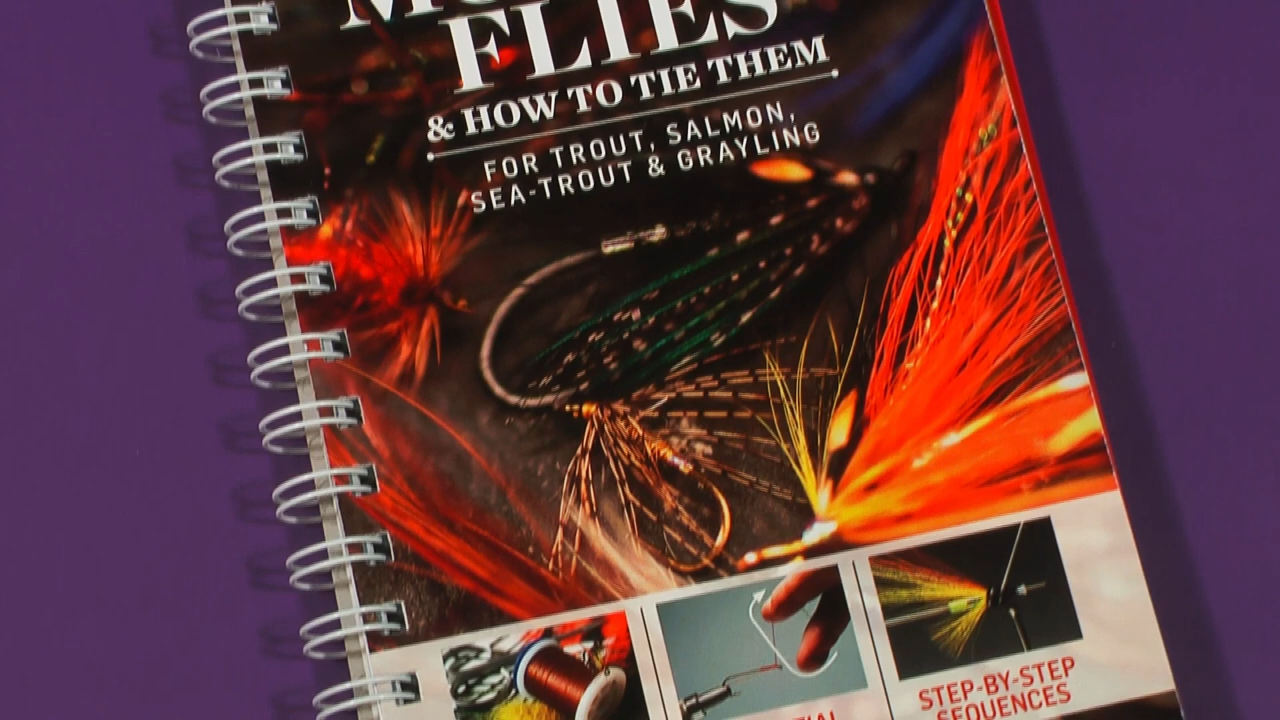 FLIES
& HOW TO TIE THEM
FOR TROUT, SALMON,
SEA-TROUT & GRAYLING
STEP-BY-STEP
SEQUENCES